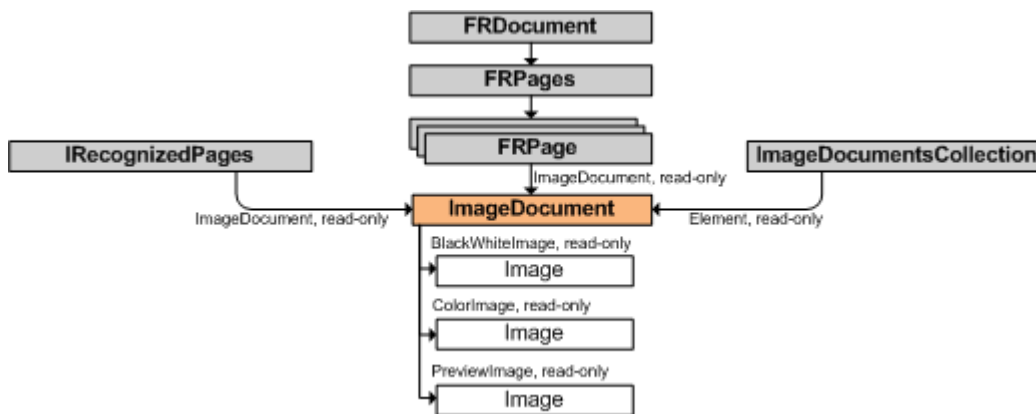 FRDocument
FRPages
FRPage
IRecognizedPages
ImageDocumentsCollection
ImageDocument, read-only
ImageDocument
ImageDocument, read-only
Element, read-only
BlackWhiteImage, read-only
Image
ColorImage, read-only
Image
PreviewImage, read-only
Image